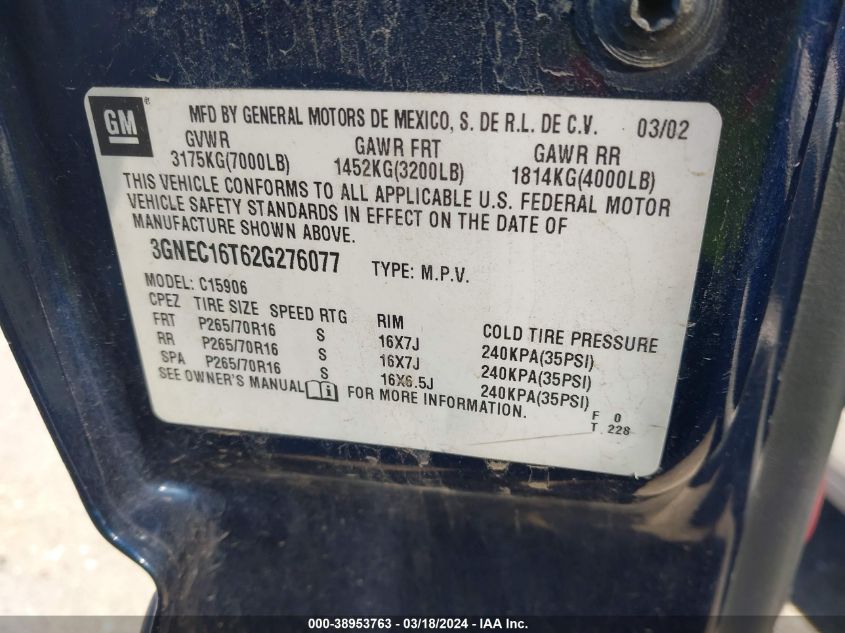 GM ® MFD BY GENERAL MOTORS DE MEXICO, S. DE R.L. DE C.V. 03/02
GVWR GAWR FRT GAWR RR
3175KG(7000LB) 1452KG(3200LB) 1814KG(4000LB)
THIS VEHICLE CONFORMS TO ALL APPLICABLE U.S. FEDERAL MOTOR
VEHICLE SAFETY STANDARDS IN EFFECT ON THE DATE OF
MANUFACTURE SHOWN ABOVE.
3GNEC16T62G276077 TYPE: M.P.V.
MODEL: C15906
CPEZ TIRE SIZE SPEED RTG RIM COLD TIRE PRESSURE
FRT P265/70R16 S 16X7J 240KPA(35PSI)
RR P265/70R16 S 16X7J 240KPA(35PSI)
SPA P265/70R16 S 16X6.5J 240KPA(35PSI)
SEE OWNER'S MANUAL FOR MORE INFORMATION.
F 0
T 228
000-38953763 - 03/18/2024 - IAA Inc.